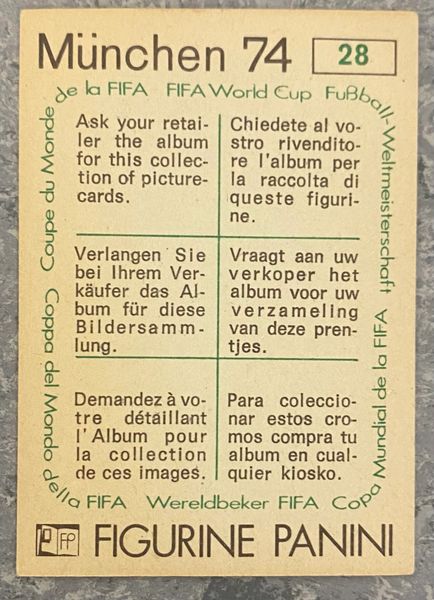 München 74
28
de la FIFA FIFA World Cup Fußball-Weltmeisterschaft
Copa Mundial de la FIFA
Wereldbeker FIFA
Coppa del Mondo della FIFA
Coupe du Monde
Ask your retai-
ler the album
for this collec-
tion of picture-
cards.
Chiedete al vo-
stro rivendito-
re l'album per
la raccolta di
queste figuri-
ne.
Verlangen Sie
bei Ihrem Ver-
käufer das Al-
bum für diese
Bildersamm-
lung.
Vraagt aan uw
verkoper het
album voor uw
verzameling
van deze pren-
tjes.
Demandez à vo-
tre détaillant
l'Album pour
la collection
de ces images.
Para coleccio-
nar estos cro-
mos compra tu
album en cual-
quier kiosko.
FP
FIGURINE PANINI